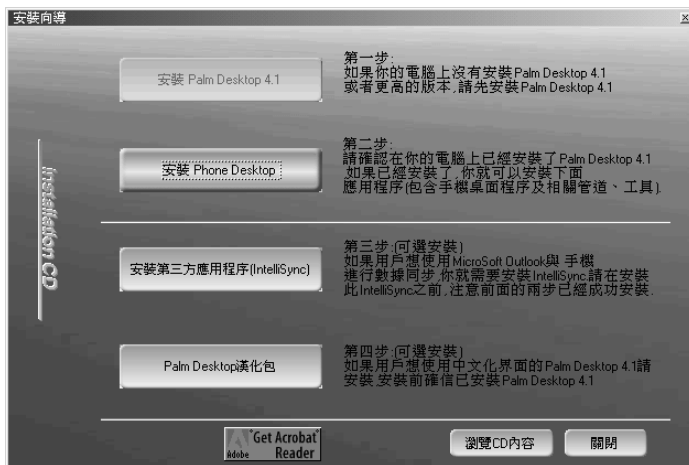 安裝向導
安裝 Palm Desktop 4.1
第一步:
如果你的電腦上沒有安裝Palm Desktop 4.1
或者更高的版本,請先安裝Palm Desktop 4.1
安裝 Phone Desktop
第二步:
請確認在你的電腦上已經安裝了Palm Desktop 4.1
,如果已經安裝了,你就可以安裝下面
應用程序(包含手機桌面程序及相關管道、工具).
Installation CD
安裝第三方應用程序(IntelliSync)
第三步:(可選安裝)
如果用戶想使用MicroSoft Outlook與 手機
進行數據同步,你就需要安裝IntelliSync.請在安裝
此IntelliSync之前,注意前面的兩步已經成功安裝.
Palm Desktop漢化包
第四步:(可選安裝)
如果用戶想使用中文化界面的Palm Desktop 4.1請
安裝,安裝前確信已安裝Palm Desktop 4.1
Adobe
Get Acrobat
Reader
瀏覽CD內容
關閉